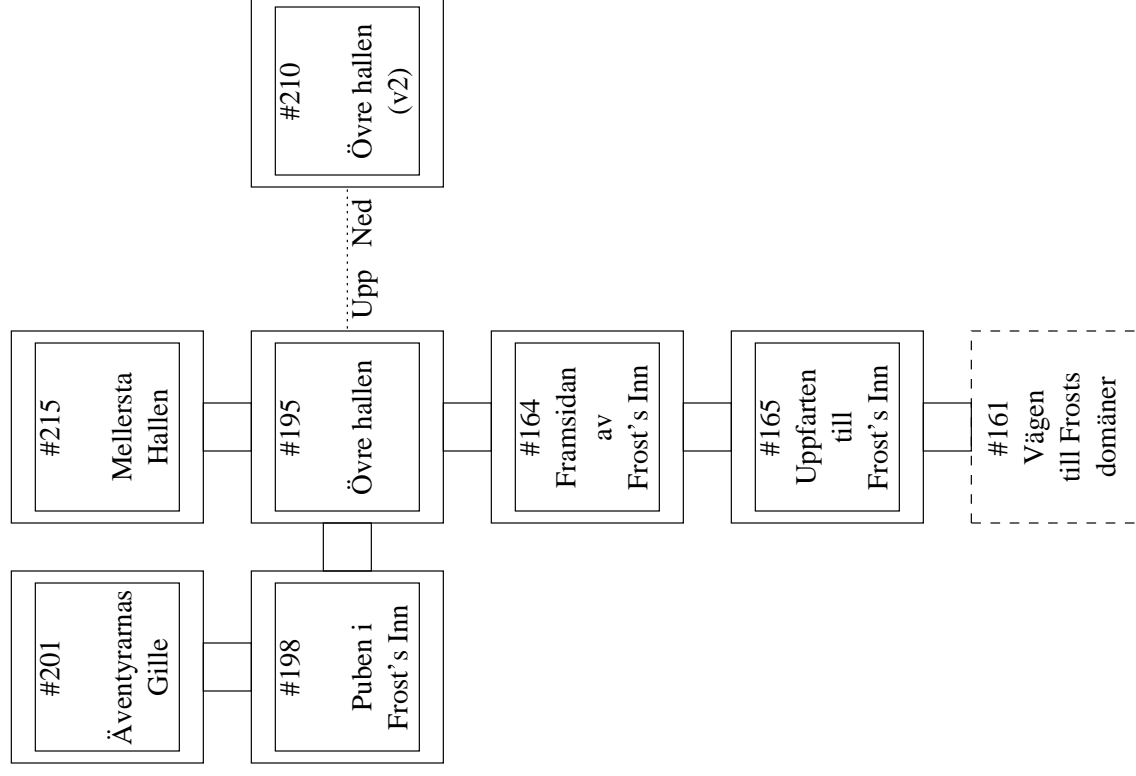 #210
Övre hallen
(v2)
Upp
Ned
#215
Mellersta
Hallen
#195
Övre hallen
#164
Framsidan
av
Frost's Inn
#165
Uppfarten
till
Frost's Inn
#161
Vägen
till Frosts
domäner
#201
Äventyrarnas
Gille
#198
Puben i
Frost's Inn